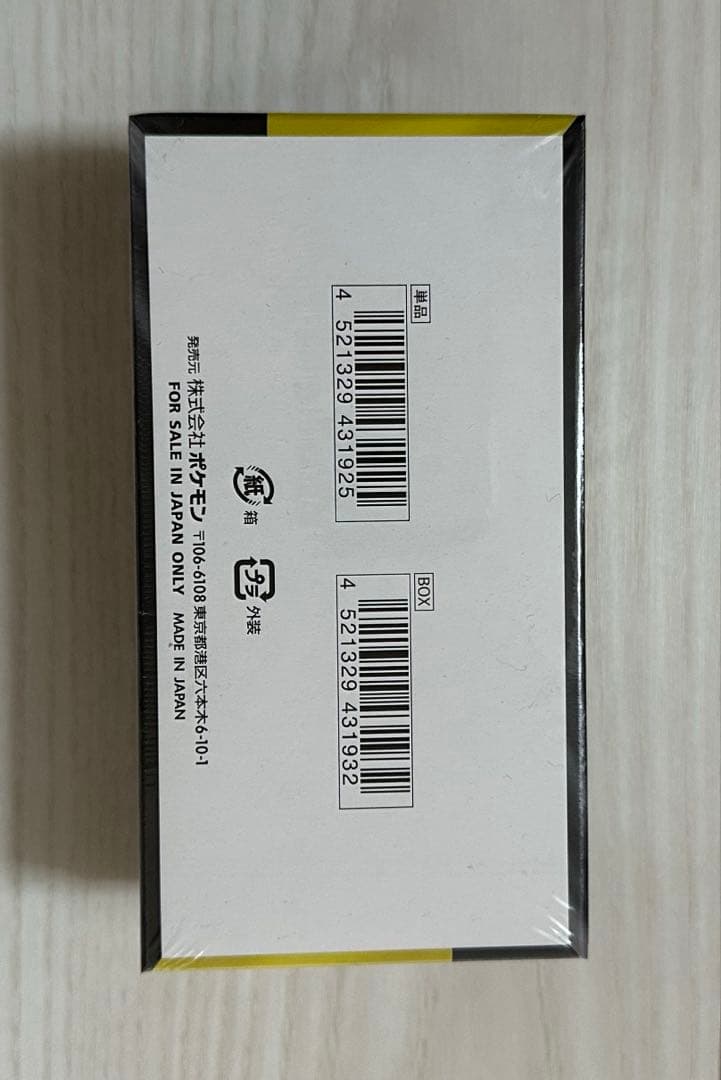 単品
4 521329 431925
BOX
4 521329 431932
紙
箱
プラ
外装
発売元 株式会社 ポケモン 〒106-6108 東京都港区六本木6-10-1
FOR SALE IN JAPAN ONLY MADE IN JAPAN